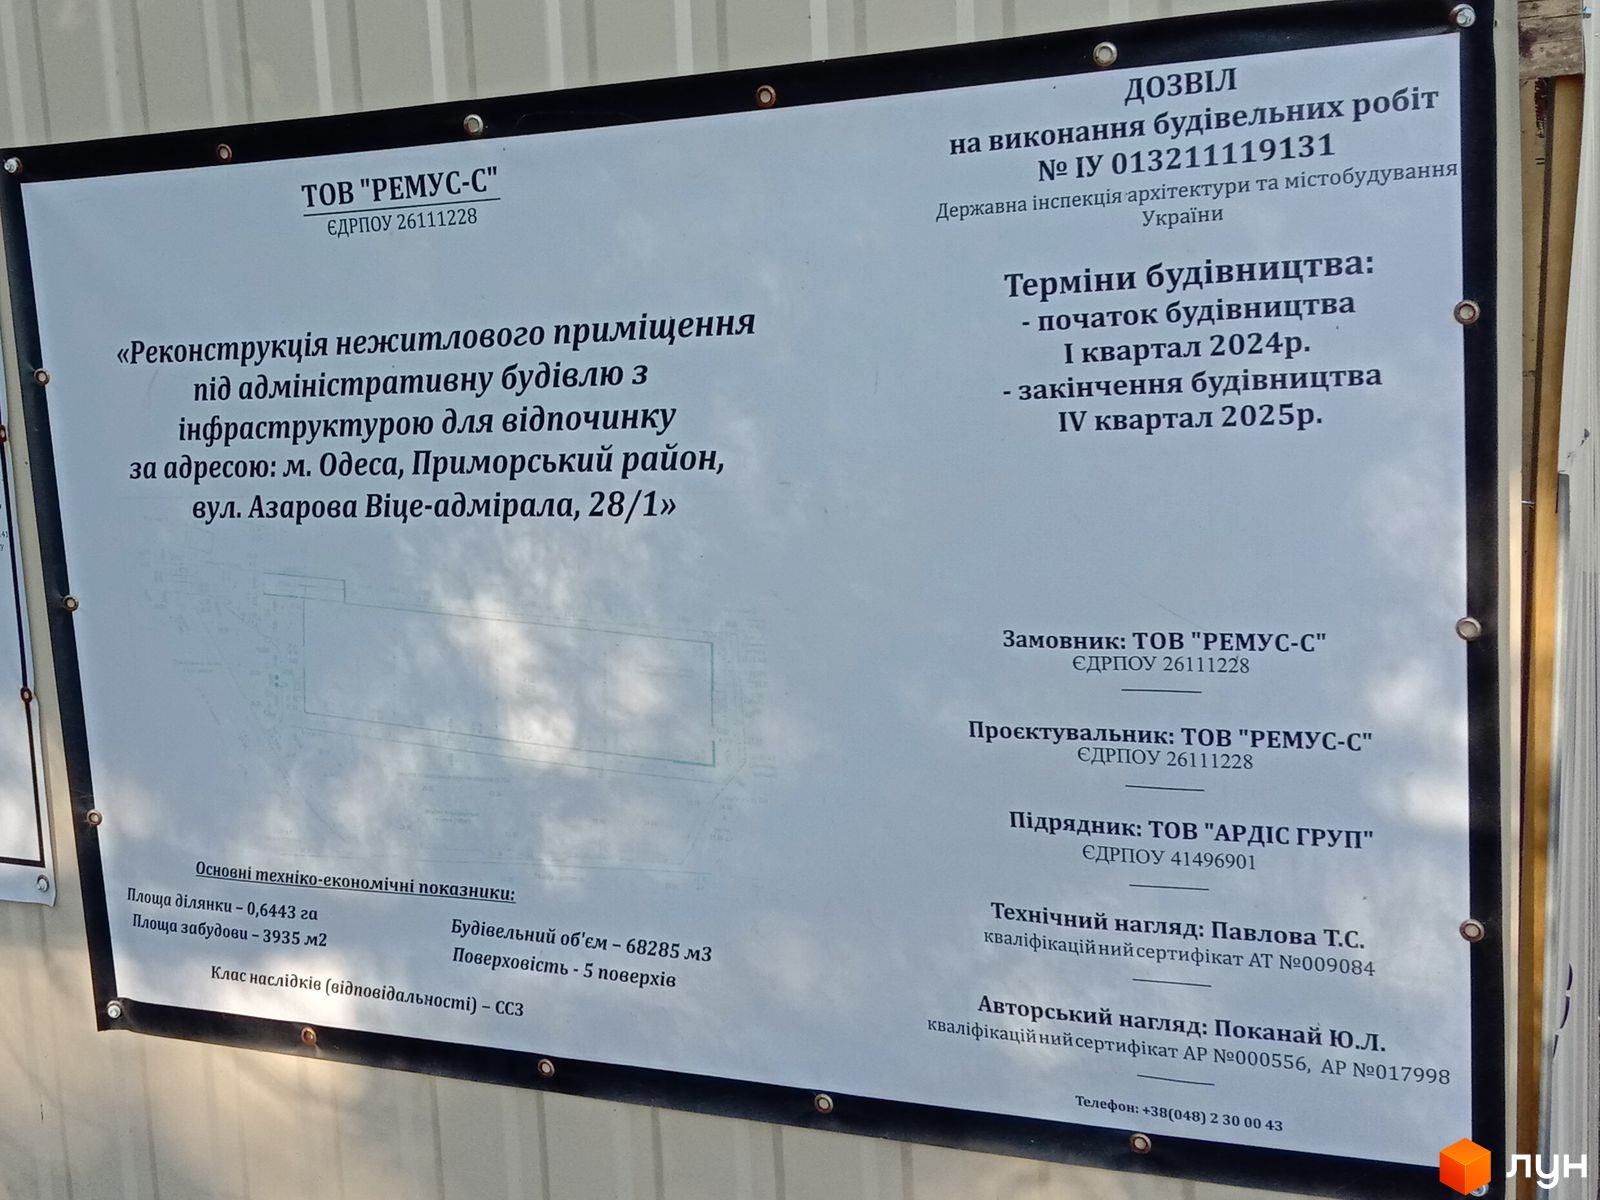 ТОВ "РЕМУС-С"
ЄДРПОУ 26111228
«Реконструкція нежитлового приміщення
під адміністративну будівлю з
інфраструктурою для відпочинку
за адресою: м. Одеса, Приморський район,
вул. Азарова Віце-адмірала, 28/1»
Основні техніко-економічні показники:
Площа ділянки – 0,6443 га
Площа забудови – 3935 м2
Будівельний об'єм – 68285 м3
Поверховість - 5 поверхів
Клас наслідків (відповідальності) – СС3
ДОЗВІЛ
на виконання будівельних робіт
№ ІУ 013211119131
Державна інспекція архітектури та містобудування
України
Терміни будівництва:
- початок будівництва
I квартал 2024р.
- закінчення будівництва
IV квартал 2025р.
Замовник: ТОВ "РЕМУС-С"
ЄДРПОУ 26111228
Проєктувальник: ТОВ "РЕМУС-С"
ЄДРПОУ 26111228
Підрядник: ТОВ "АРДІС ГРУП"
ЄДРПОУ 41496901
Технічний нагляд: Павлова Т.С.
кваліфікаційний сертифікат АТ №009084
Авторський нагляд: Поканай Ю.Л.
кваліфікаційний сертифікат АР №000556, АР №017998
Телефон: +38(048) 2 30 00 43
лун